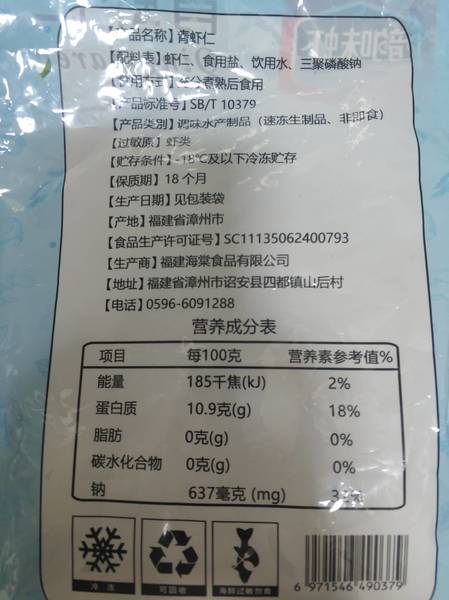 【产品名称】青虾仁
【配料表】虾仁、食用盐、饮用水、三聚磷酸钠
【食用方式】充分煮熟后食用
【产品标准号】SB/T 10379
【产品类别】调味水产制品（速冻生制品、非即食）
【过敏原】虾类
【贮存条件】-18℃及以下冷冻贮存
【保质期】18个月
【生产日期】见包装袋
【产地】福建省漳州市
【食品生产许可证号】SC11135062400793
【生产商】福建海棠食品有限公司
【地址】福建省漳州市诏安县四都镇山后村
【电话】0596-6091288
营养成分表
项目 每100克 营养素参考值%
能量 185千焦(kJ) 2%
蛋白质 10.9克(g) 18%
脂肪 0克(g) 0%
碳水化合物 0克(g) 0%
钠 637毫克 (mg)
冷冻 可回收 海鲜过敏原
6 971546 490379